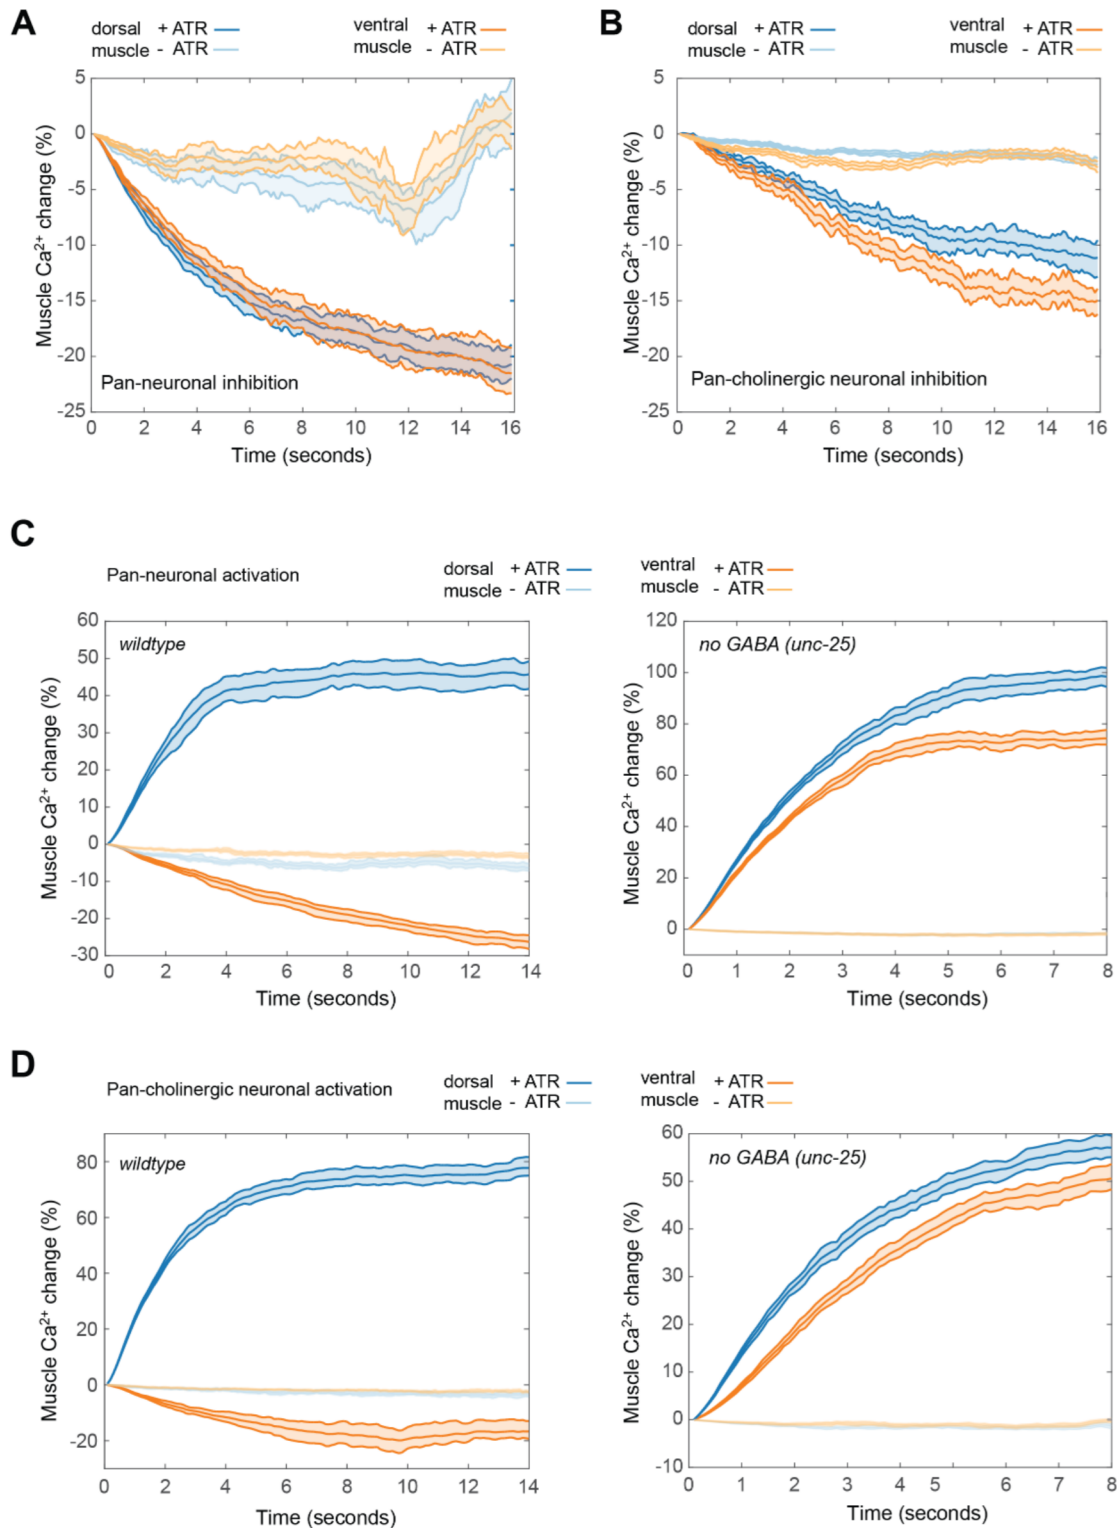 A
dorsal + ATR
muscle - ATR
ventral + ATR
muscle - ATR
5
0
-5
-10
-15
-20
-25
Muscle Ca²⁺ change (%)
Pan-neuronal inhibition
0 2 4 6 8 10 12 14 16
Time (seconds)
B
dorsal + ATR
muscle - ATR
ventral + ATR
muscle - ATR
5
0
-5
-10
-15
-20
-25
Muscle Ca²⁺ change (%)
Pan-cholinergic neuronal inhibition
0 2 4 6 8 10 12 14 16
Time (seconds)
C
Pan-neuronal activation
dorsal + ATR
muscle - ATR
ventral + ATR
muscle - ATR
wildtype
60
50
40
30
20
10
0
-10
-20
-30
Muscle Ca²⁺ change (%)
0 2 4 6 8 10 12 14
Time (seconds)
no GABA (unc-25)
120
100
80
60
40
20
0
Muscle Ca²⁺ change (%)
0 1 2 3 4 5 6 7 8
Time (seconds)
D
Pan-cholinergic neuronal activation
dorsal + ATR
muscle - ATR
ventral + ATR
muscle - ATR
wildtype
80
60
40
20
0
-20
Muscle Ca²⁺ change (%)
0 2 4 6 8 10 12 14
Time (seconds)
no GABA (unc-25)
60
50
40
30
20
10
0
-10
Muscle Ca²⁺ change (%)
0 1 2 3 4 5 6 7 8
Time (seconds)